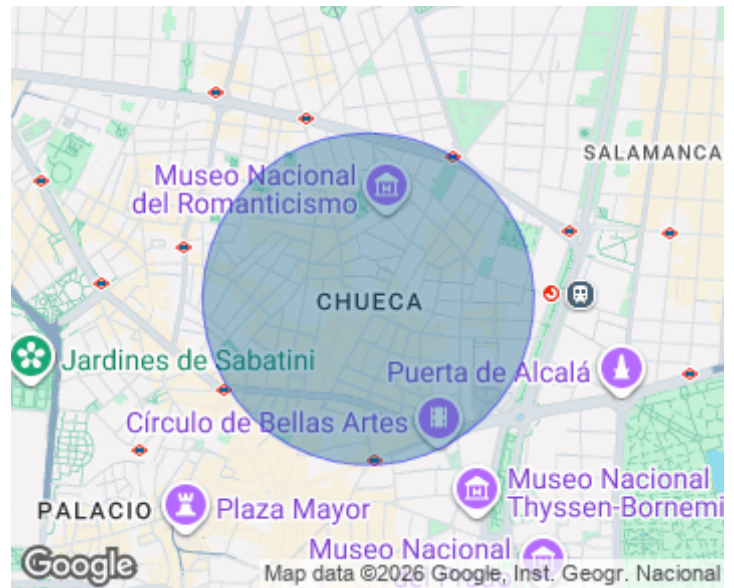 SALAMANCA
Museo Nacional
del Romanticismo
CHUECA
Jardines de Sabatini
Puerta de Alcalá
Círculo de Bellas Artes
Museo Nacional
Thyssen-Bornemi
PALACIO
Plaza Mayor
Museo Nacional
Google
Map data ©2026 Google, Inst. Geogr. Nacional